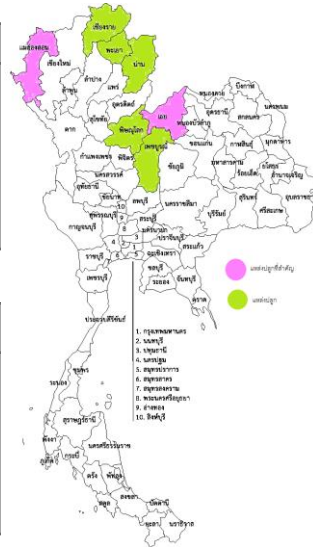 เชียงราย
แม่ฮ่องสอน
พะเยา
เชียงใหม่
น่าน
ลำปาง
ลำพูน
แพร่
อุตรดิตถ์
เลย
หนองคาย
บึงกาฬ
สุโขทัย
อุดรธานี
นครพนม
ตาก
พิษณุโลก
หนองบัวลำภู
สกลนคร
กำแพงเพชร
พิจิตร
เพชรบูรณ์
ขอนแก่น
กาฬสินธุ์
มุกดาหาร
ชัยภูมิ
มหาสารคาม
ร้อยเอ็ด
ยโสธร
อำนาจเจริญ
นครสวรรค์
อุทัยธานี
ชัยนาท
ลพบุรี
นครราชสีมา
บุรีรัมย์
สุรินทร์
ศรีสะเกษ
อุบลราชธานี
10
สุพรรณบุรี
สระบุรี
กาญจนบุรี
8
นครนายก
3
ปราจีนบุรี
4
1
สระแก้ว
ราชบุรี
6
5
ฉะเชิงเทรา
ชลบุรี
เพชรบุรี
ระยอง
จันทบุรี
ตราด
แหล่งปลูกที่สำคัญ
แหล่งปลูก
ประจวบคีรีขันธ์
1. กรุงเทพมหานคร
2. นนทบุรี
3. ปทุมธานี
4. นครปฐม
5. สมุทรปราการ
6. สมุทรสาคร
7. สมุทรสงคราม
8. พระนครศรีอยุธยา
9. อ่างทอง
10. สิงห์บุรี
ชุมพร
ระนอง
สุราษฎร์ธานี
พังงา
นครศรีธรรมราช
กระบี่
ภูเก็ต
ตรัง
พัทลุง
สงขลา
สตูล
ปัตตานี
ยะลา
นราธิวาส